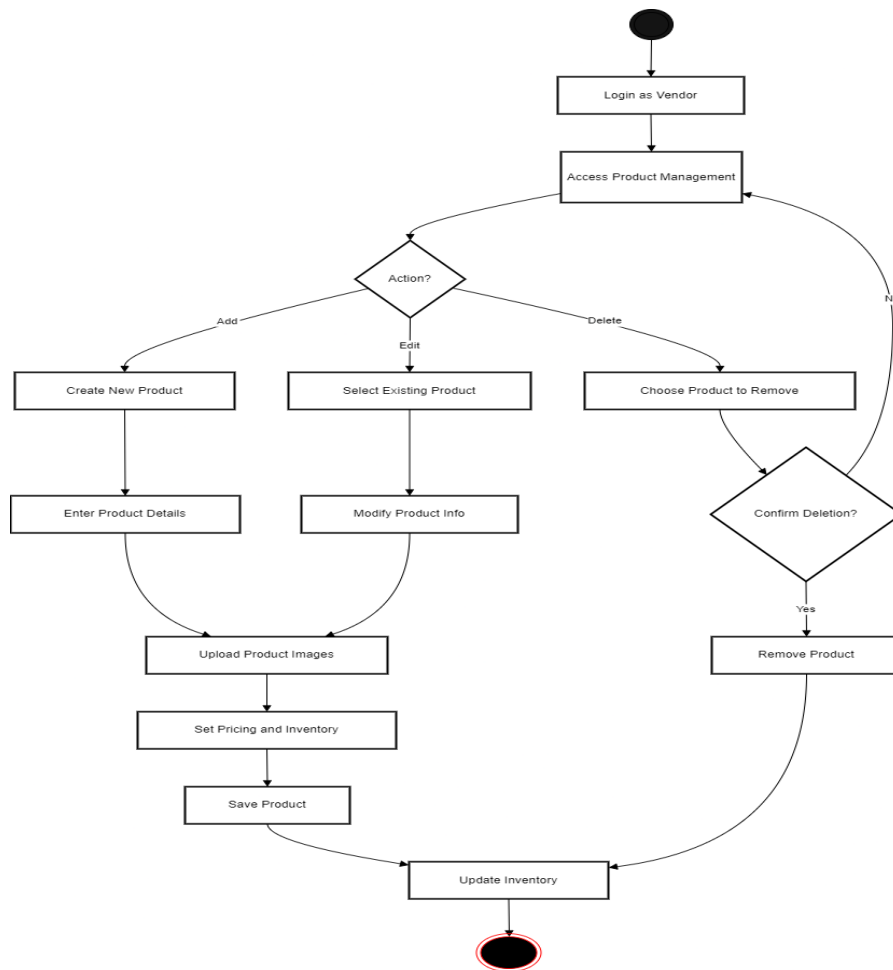 Login as Vendor
Access Product Management
Action?
Add
Edit
Delete
Create New Product
Select Existing Product
Choose Product to Remove
Enter Product Details
Modify Product Info
Confirm Deletion?
Yes
Upload Product Images
Remove Product
Set Pricing and Inventory
Save Product
Update Inventory